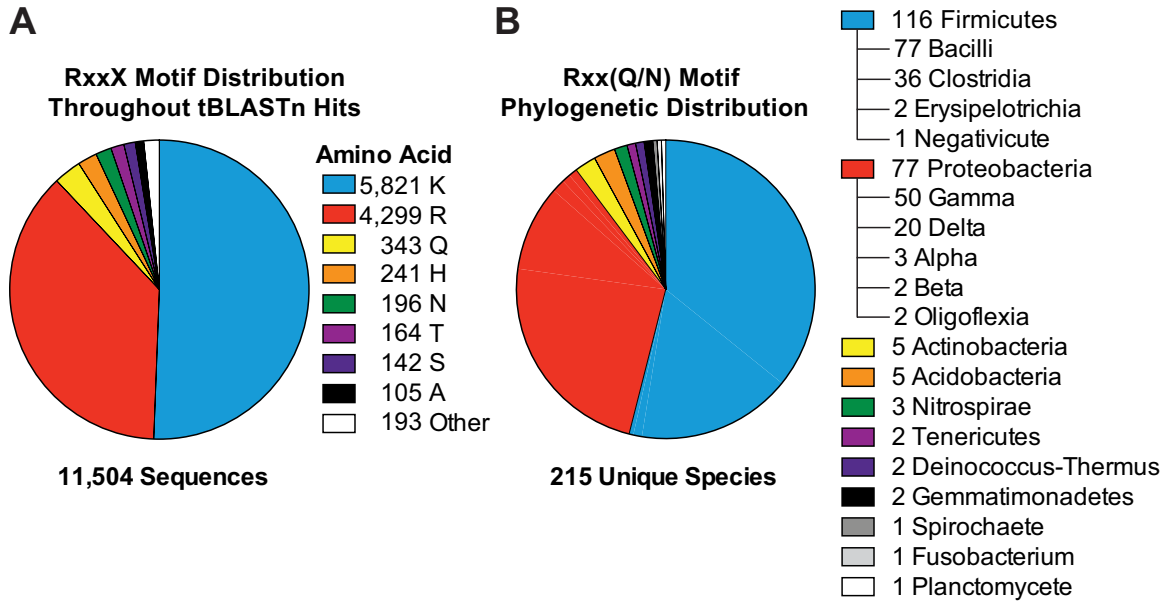 A
RxxX Motif Distribution
Throughout tBLASTn Hits
Amino Acid
5,821 K
4,299 R
343 Q
241 H
196 N
164 T
142 S
105 A
193 Other
11,504 Sequences
B
Rxx(Q/N) Motif
Phylogenetic Distribution
215 Unique Species
116 Firmicutes
77 Bacilli
36 Clostridia
2 Erysipelotrichia
1 Negativicute
77 Proteobacteria
50 Gamma
20 Delta
3 Alpha
2 Beta
2 Oligoflexia
5 Actinobacteria
5 Acidobacteria
3 Nitrospirae
2 Tenericutes
2 Deinococcus-Thermus
2 Gemmatimonadetes
1 Spirochaete
1 Fusobacterium
1 Planctomycete